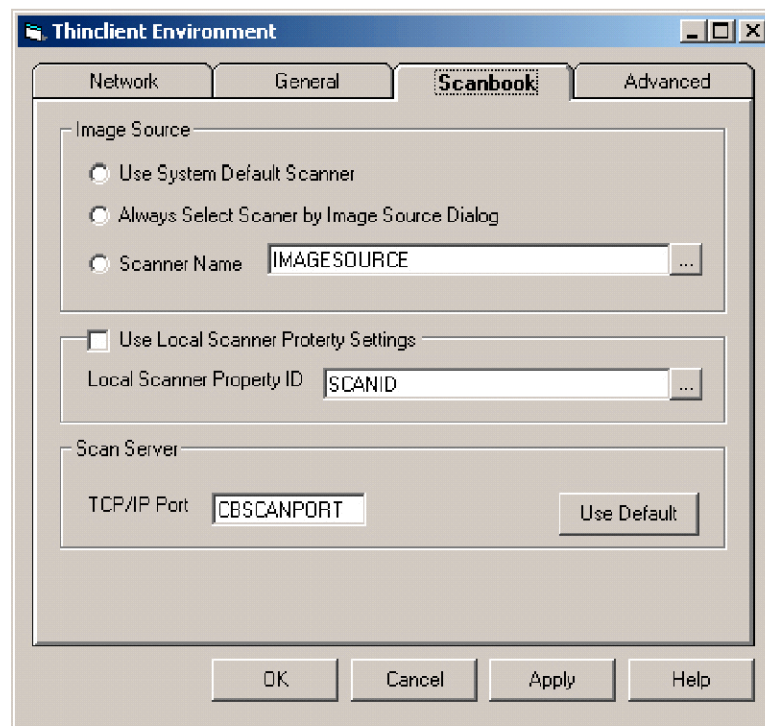 Thinclient Environment
Network General Scanbook Advanced
Image Source
Use System Default Scanner
Always Select Scaner by Image Source Dialog
Scanner Name IMAGESOURCE ...
Use Local Scanner Proterty Settings
Local Scanner Property ID SCANID ...
Scan Server
TCP/IP Port CBSCANPORT Use Default
OK Cancel Apply Help